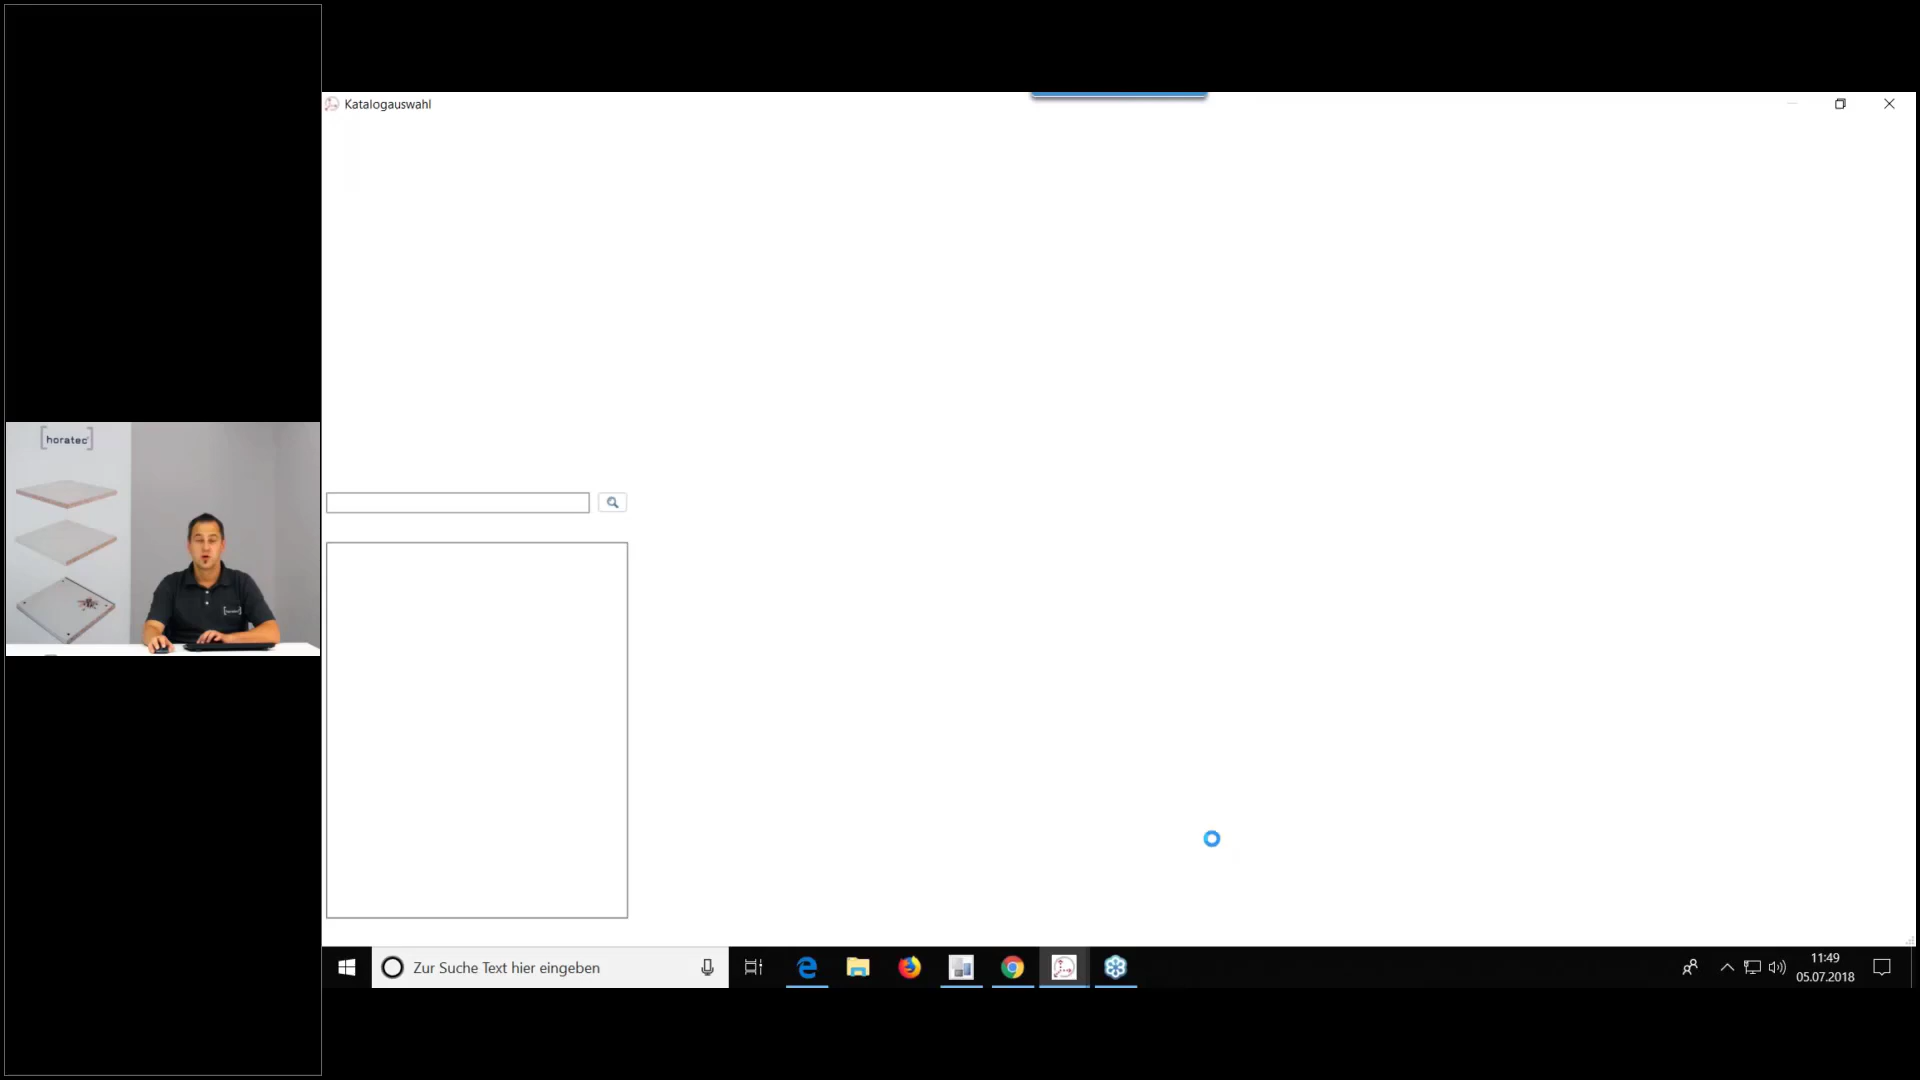 Katalogauswahl
[horatec]
Zur Suche Text hier eingeben
11:49
05.07.2018